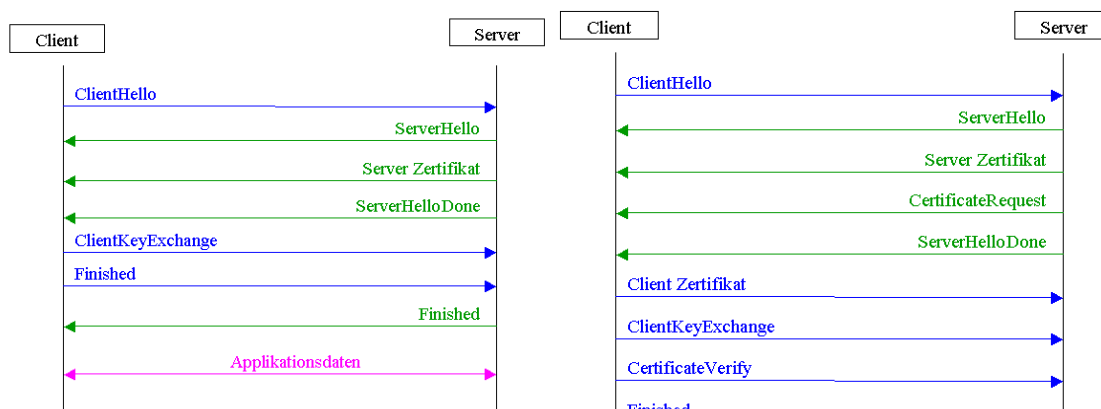 Client
Server
ClientHello
ServerHello
Server Zertifikat
ServerHelloDone
ClientKeyExchange
Finished
Finished
Applikationsdaten
Client
Server
ClientHello
ServerHello
Server Zertifikat
CertificateRequest
ServerHelloDone
Client Zertifikat
ClientKeyExchange
CertificateVerify
Finished